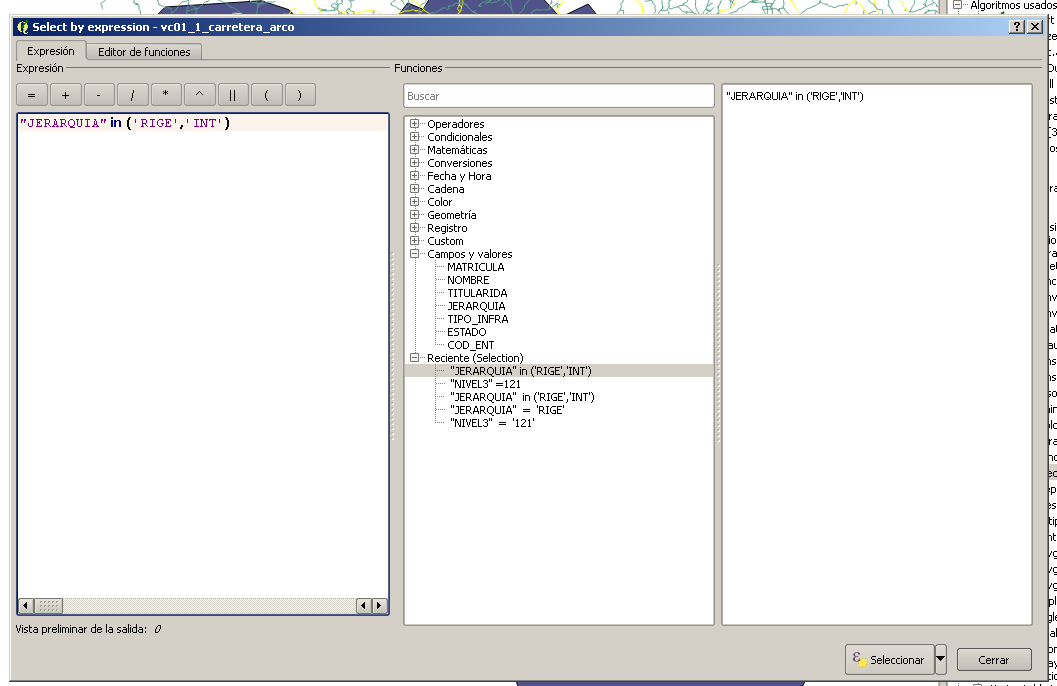 Algoritmos usados
Select by expression - vc01_1_carretera_arco
Expresión
Editor de funciones
Expresión
Funciones
= + - / * ^ || ( )
Buscar
"JERARQUIA" in ('RIGE','INT')
"JERARQUIA" in ('RIGE','INT')
Operadores
Condicionales
Matemáticas
Conversiones
Fecha y Hora
Cadena
Color
Geometría
Registro
Custom
Campos y valores
MATRICULA
NOMBRE
TITULARIDA
JERARQUIA
TIPO_INFRA
ESTADO
COD_ENT
Reciente (Selection)
"JERARQUIA" in ('RIGE','INT')
"NIVEL3" =121
"JERARQUIA" in ('RIGE','INT')
"JERARQUIA" = 'RIGE'
"NIVEL3" = '121'
Vista preliminar de la salida: 0
Seleccionar
Cerrar